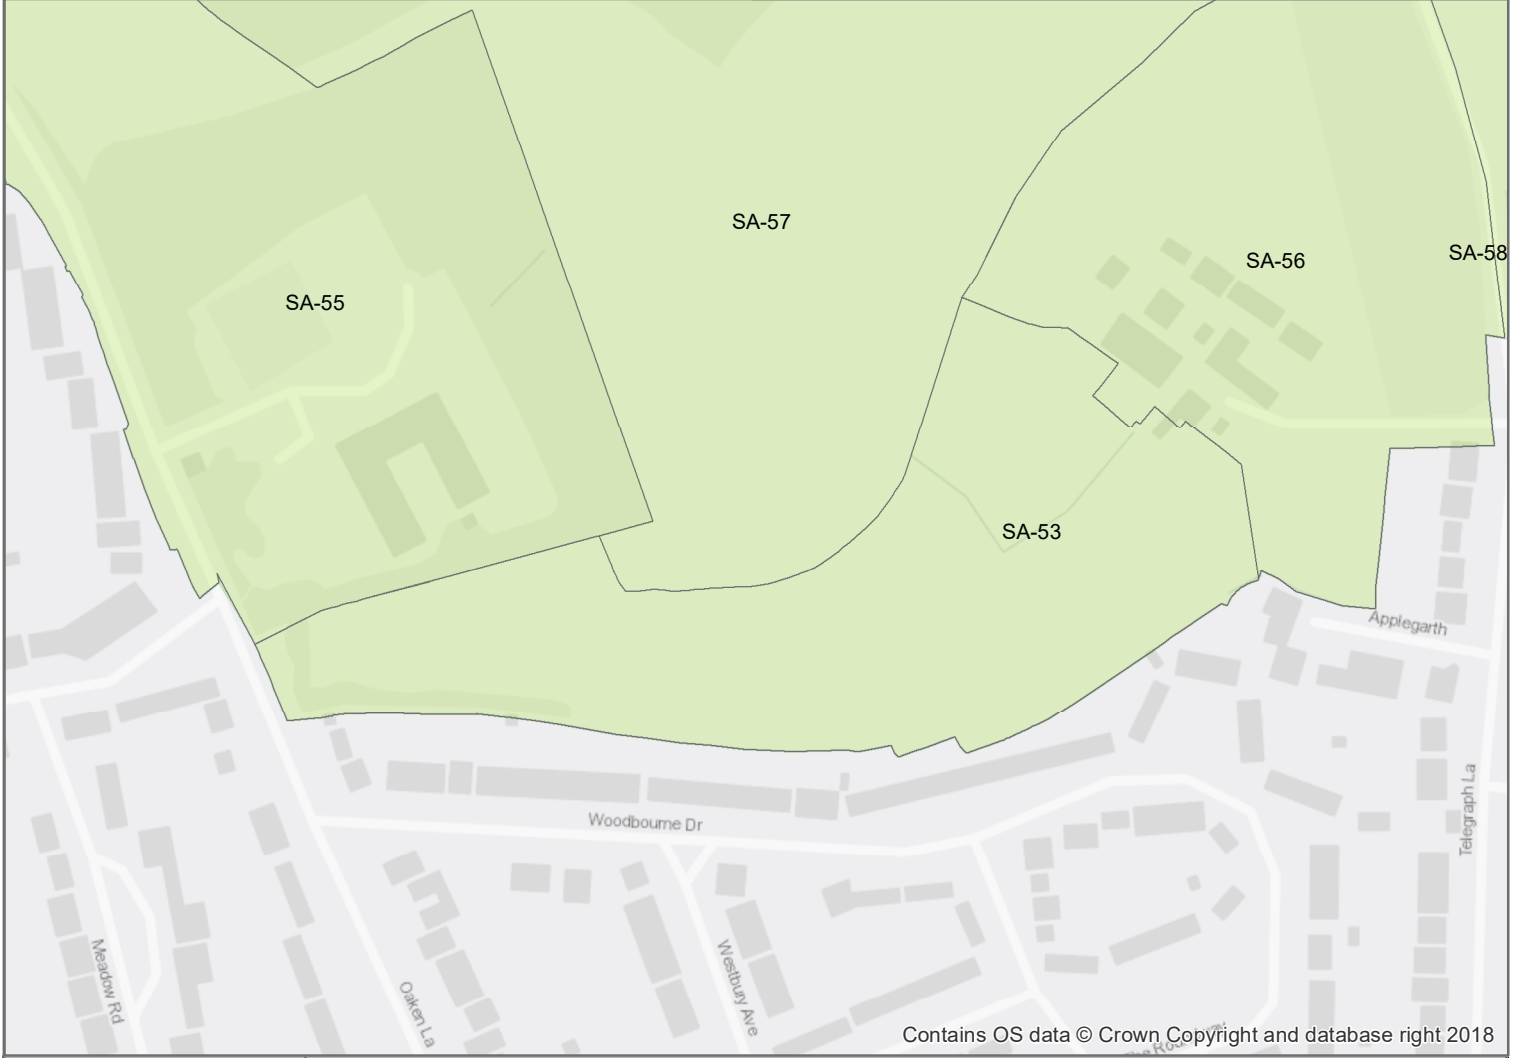 SA-57
SA-58
SA-56
SA-55
SA-53
Applegarth
Telegraph La
Woodbourne Dr
Meadow Rd
Westbury Ave
Oaken La
Contains OS data © Crown Copyright and database right 2018